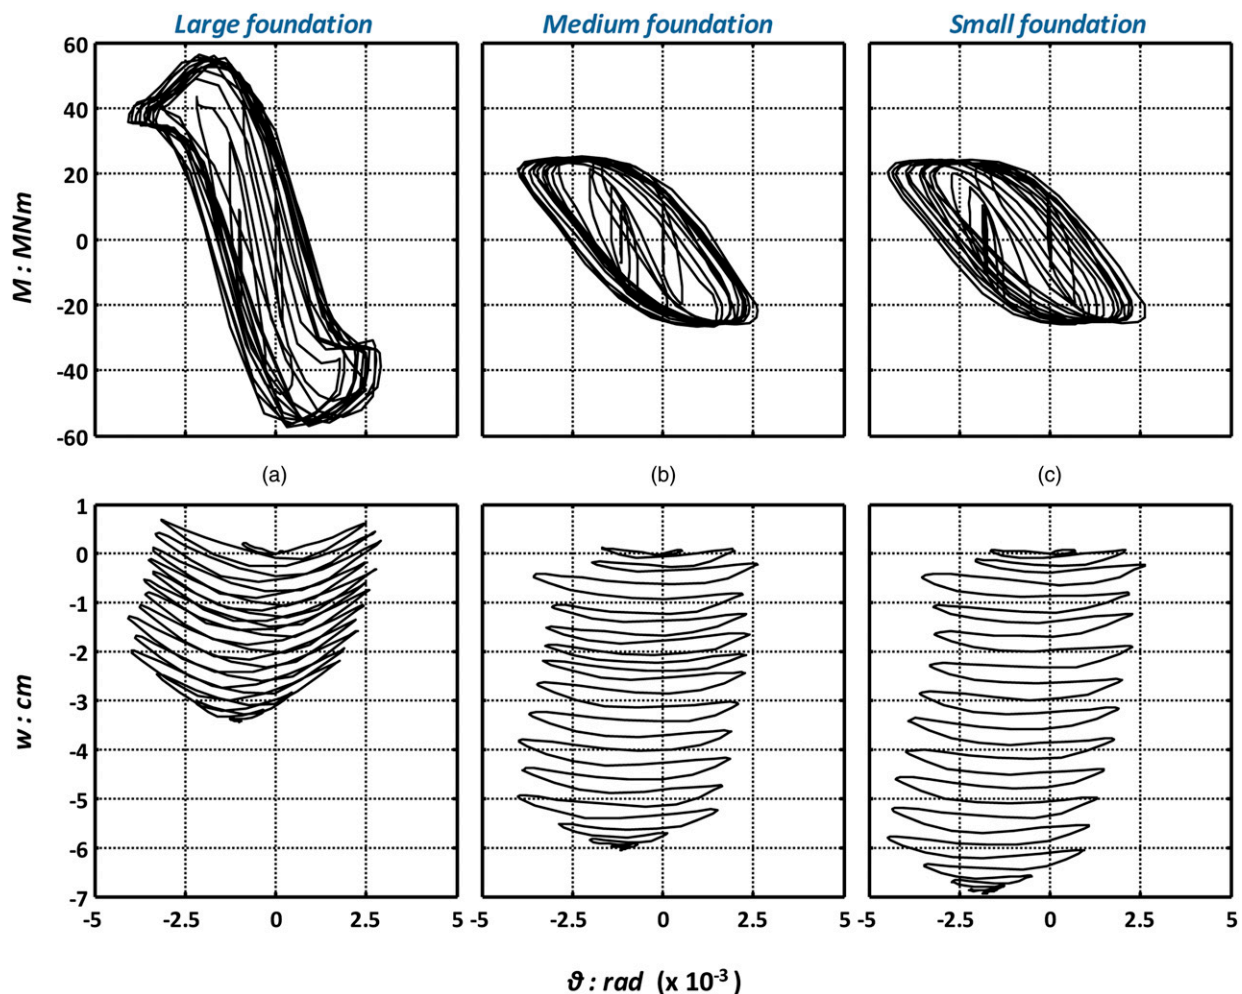 Large foundation Medium foundation Small foundation
60
40
20
0
-20
-40
-60
M : MNm
(a) (b) (c)
1
0
-1
-2
-3
-4
-5
-6
-7
w : cm
-5 -2.5 0 2.5 5 -5 -2.5 0 2.5 5 -5 -2.5 0 2.5 5
ϑ : rad (x 10⁻³)